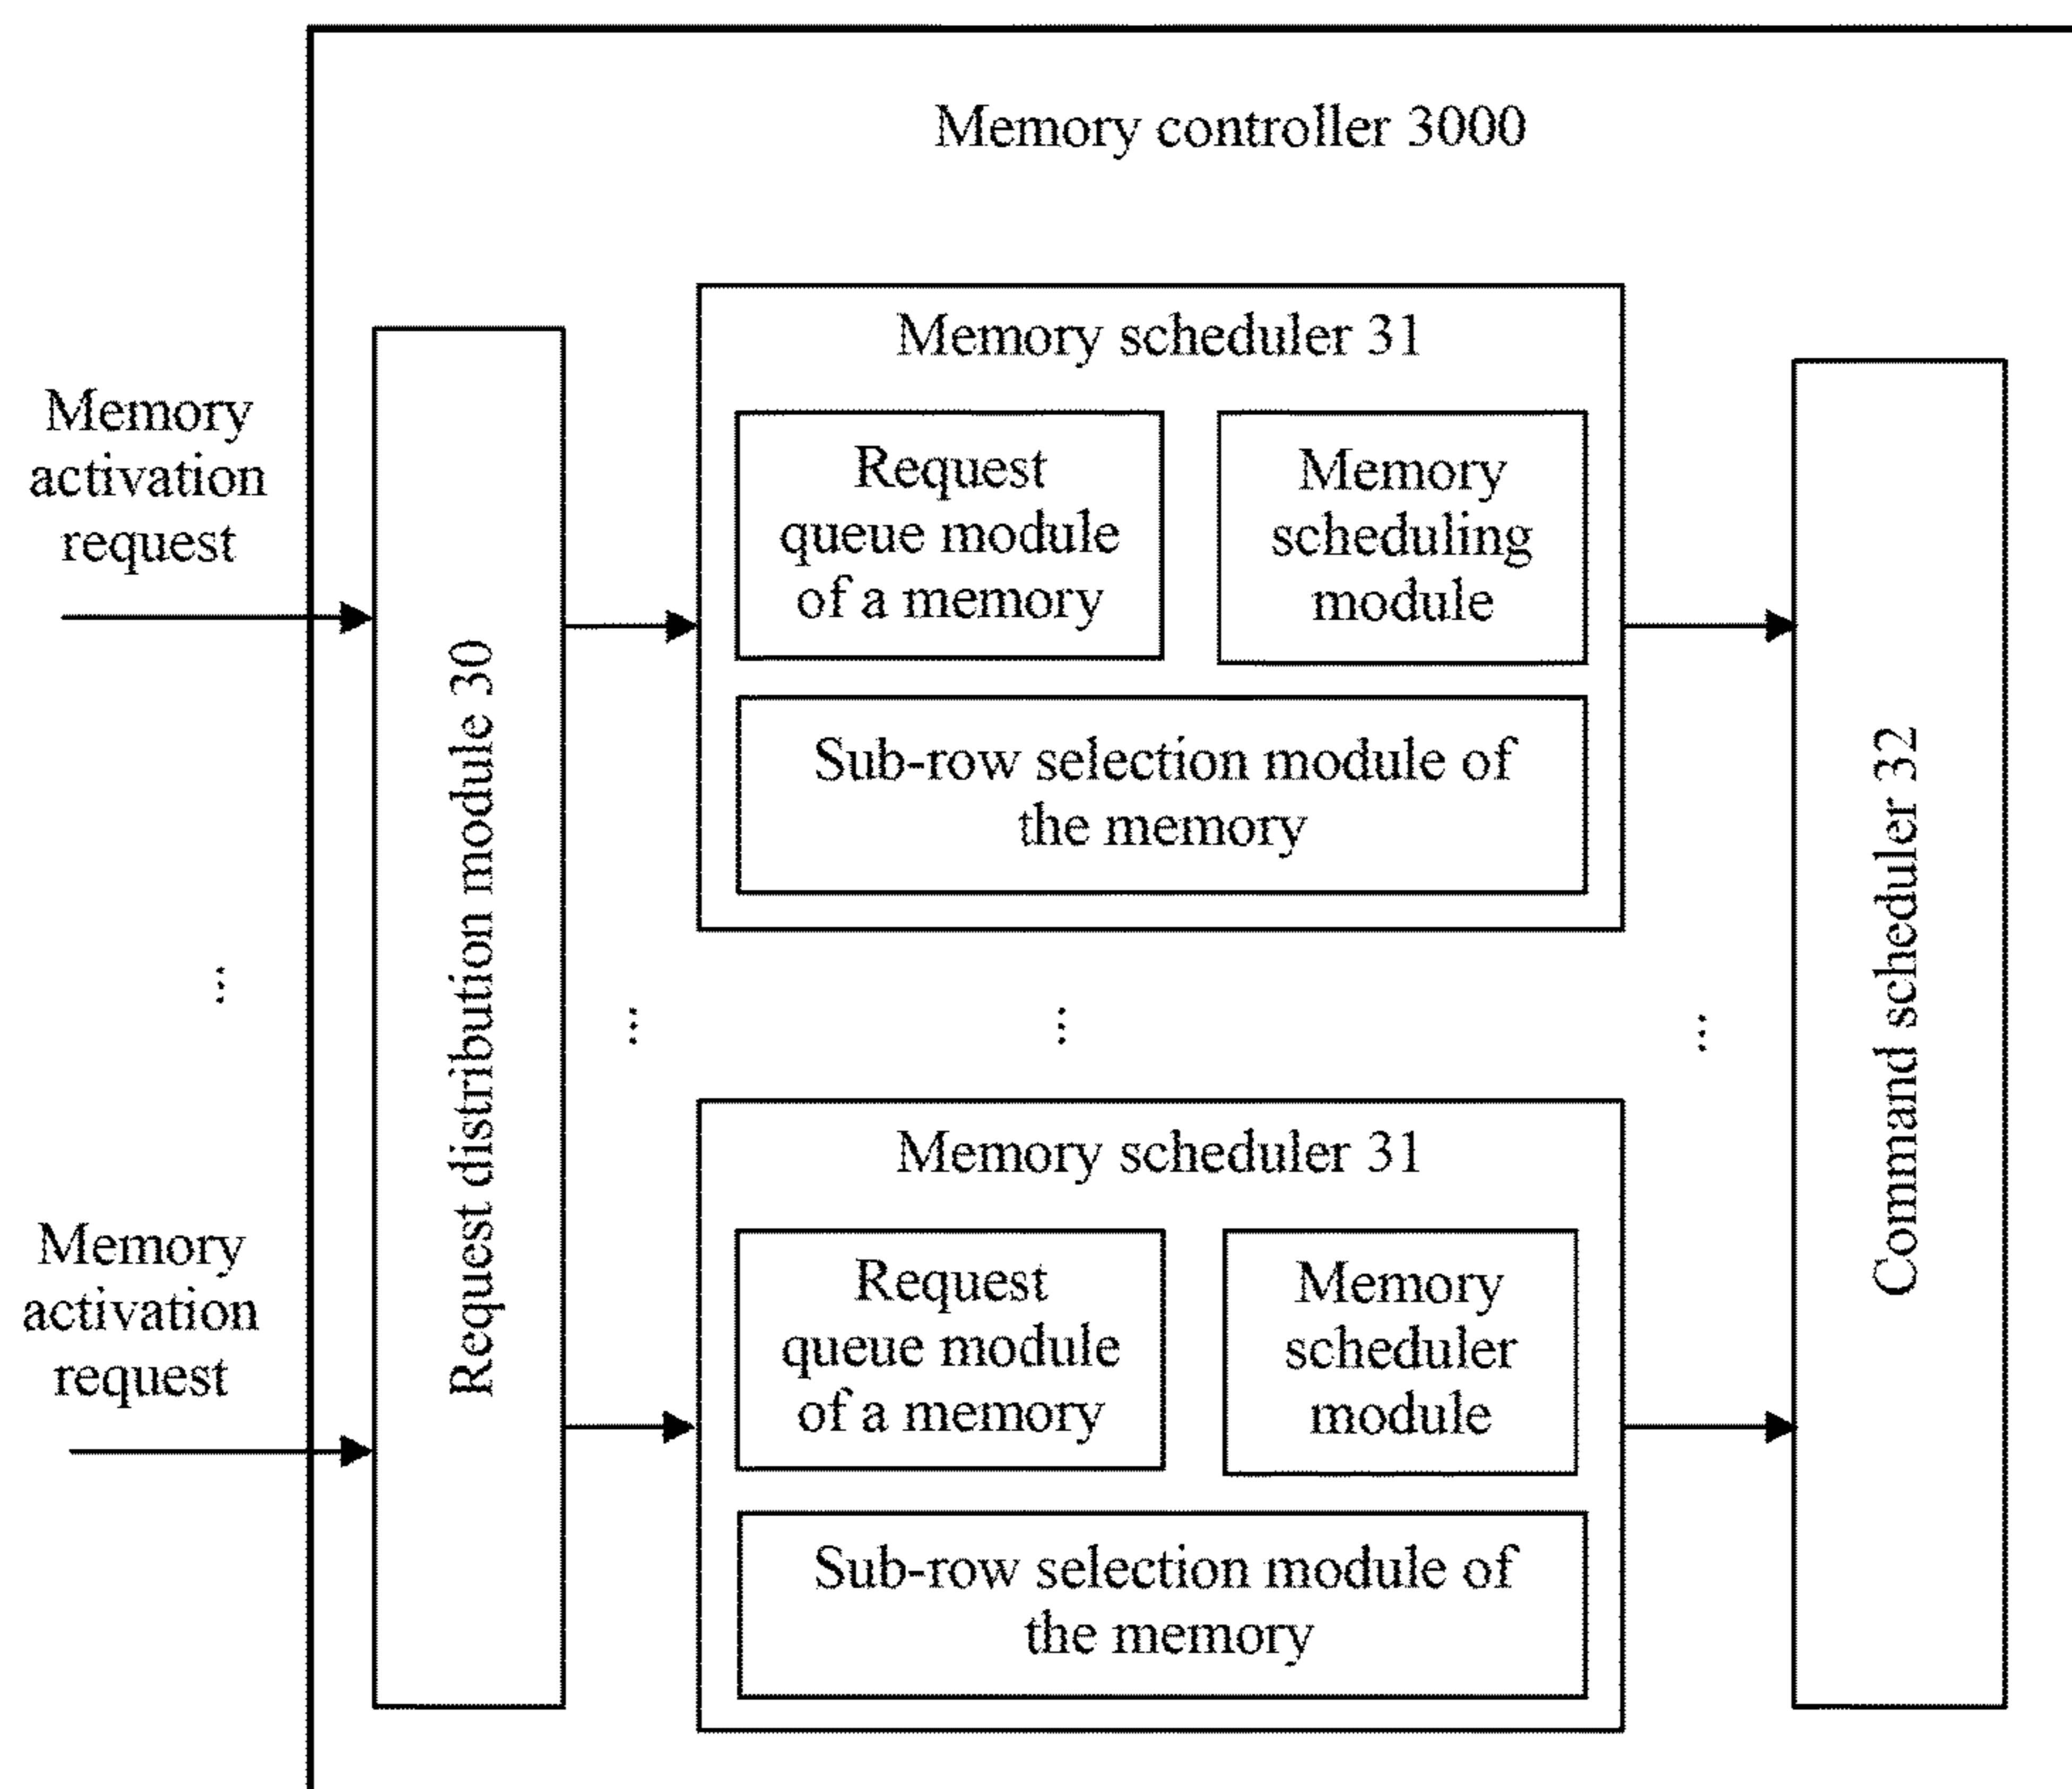 Memory controller 3000
Memory
activation
request
Request distribution module 30
Memory scheduler 31
Request
queue module
of a memory
Memory
scheduling
module
Sub-row selection module of
the memory
Command scheduler 32
...
...
...
...
Memory
activation
request
Memory scheduler 31
Request
queue module
of a memory
Memory
scheduler
module
Sub-row selection module of
the memory